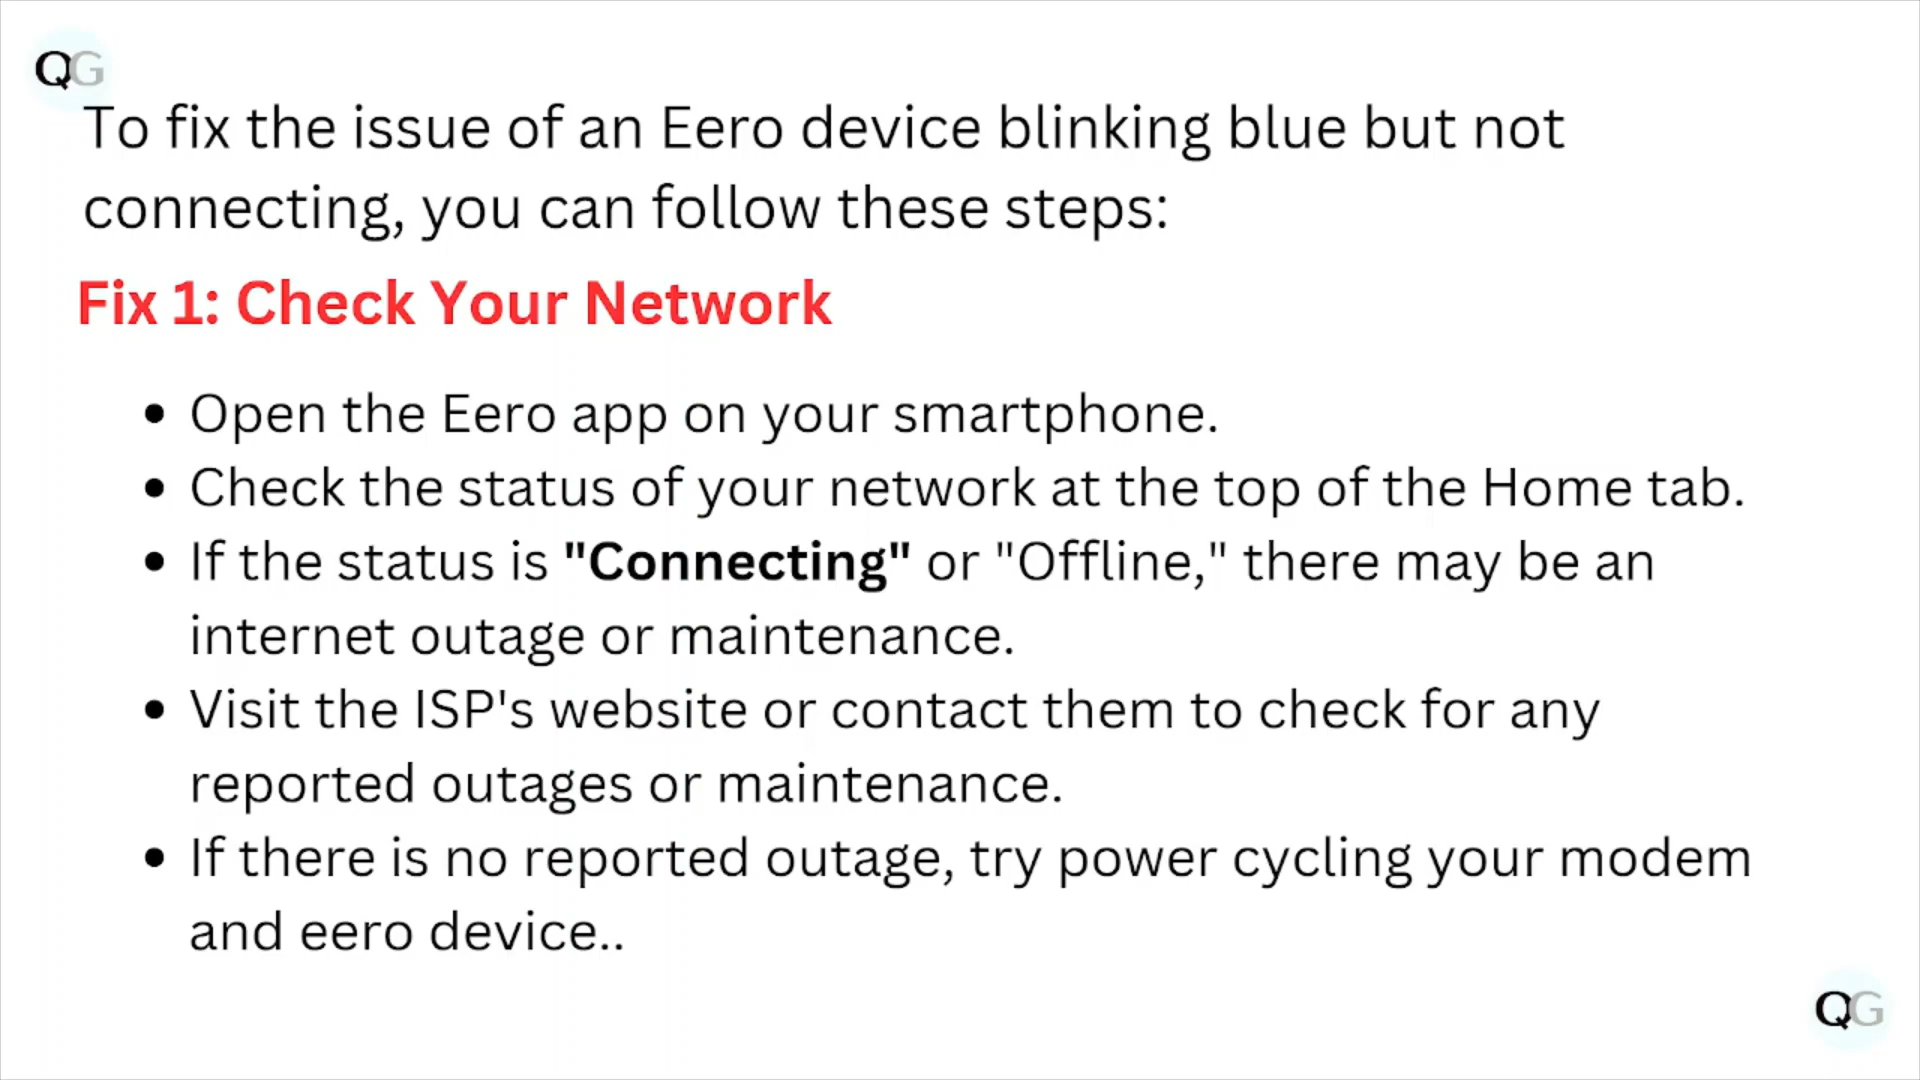 QG
To fix the issue of an Eero device blinking blue but not
connecting, you can follow these steps:
Fix 1: Check Your Network
• Open the Eero app on your smartphone.
• Check the status of your network at the top of the Home tab.
• If the status is "Connecting" or "Offline," there may be an
internet outage or maintenance.
• Visit the ISP's website or contact them to check for any
reported outages or maintenance.
• If there is no reported outage, try power cycling your modem
and eero device..
QG